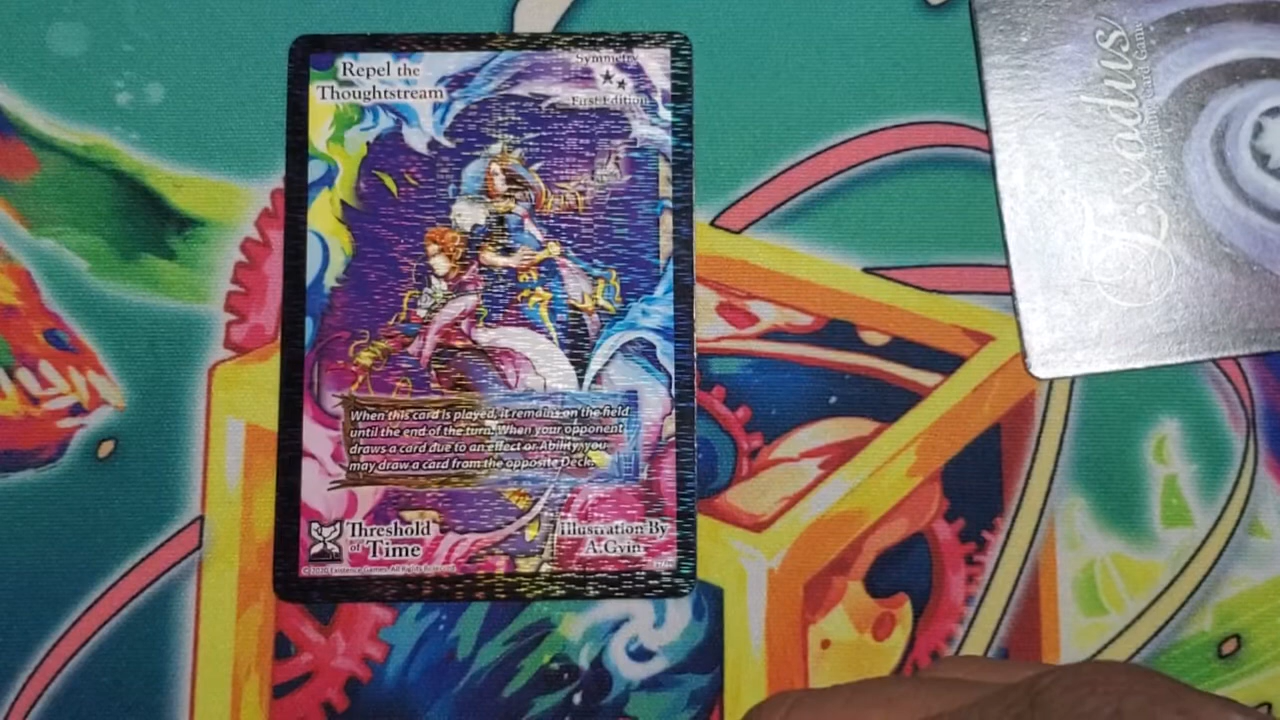 Repel the
Thoughtstream
Symmetry
First Edition
When this card is played, it remains on the field
until the end of the turn. When your opponent
draws a card due to an effect or Ability, you
may draw a card from the opposite Deck.
Threshold
of Time
Illustration By
A.Gvin
© 2020 Existence Games. All Rights Reserved.
Exodus
The Trading Card Game